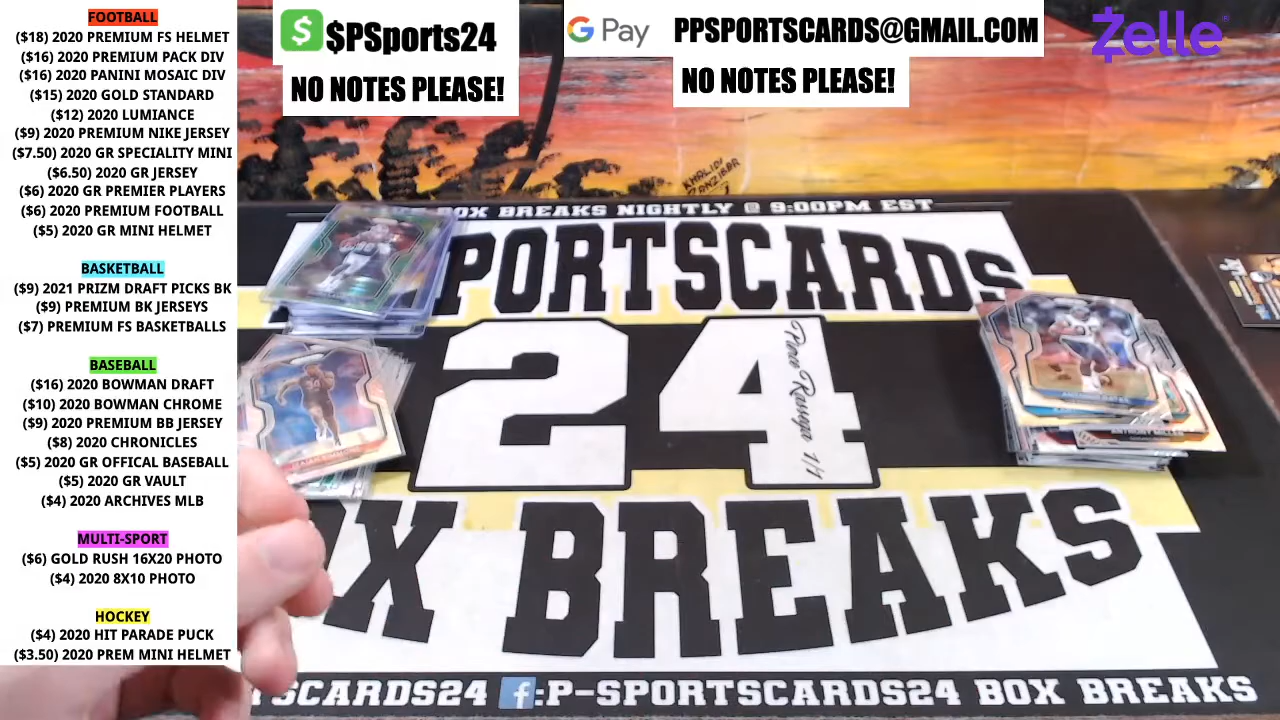 FOOTBALL
($18) 2020 PREMIUM FS HELMET
($16) 2020 PREMIUM PACK DIV
($16) 2020 PANINI MOSAIC DIV
($15) 2020 GOLD STANDARD
($12) 2020 LUMIANCE
($9) 2020 PREMIUM NIKE JERSEY
($7.50) 2020 GR SPECIALITY MINI
($6.50) 2020 GR JERSEY
($6) 2020 GR PREMIER PLAYERS
($6) 2020 PREMIUM FOOTBALL
($5) 2020 GR MINI HELMET
BASKETBALL
($9) 2021 PRIZM DRAFT PICKS BK
($9) PREMIUM BK JERSEYS
($7) PREMIUM FS BASKETBALLS
BASEBALL
($16) 2020 BOWMAN DRAFT
($10) 2020 BOWMAN CHROME
($9) 2020 PREMIUM BB JERSEY
($8) 2020 CHRONICLES
($5) 2020 GR OFFICAL BASEBALL
($5) 2020 GR VAULT
($4) 2020 ARCHIVES MLB
MULTI-SPORT
($6) GOLD RUSH 16X20 PHOTO
($4) 2020 8X10 PHOTO
HOCKEY
($4) 2020 HIT PARADE PUCK
($3.50) 2020 PREM MINI HELMET
$PSports24
NO NOTES PLEASE!
G Pay PPSPORTSCARDS@GMAIL.COM
NO NOTES PLEASE!
Zelle
KHALIDI
ZANZIBAR
BOX BREAKS NIGHTLY @ 9:00PM EST
PORTSCARDS
24
1/1
OX BREAKS
TSCARDS24 f:P-SPORTSCARDS24 BOX BREAKS